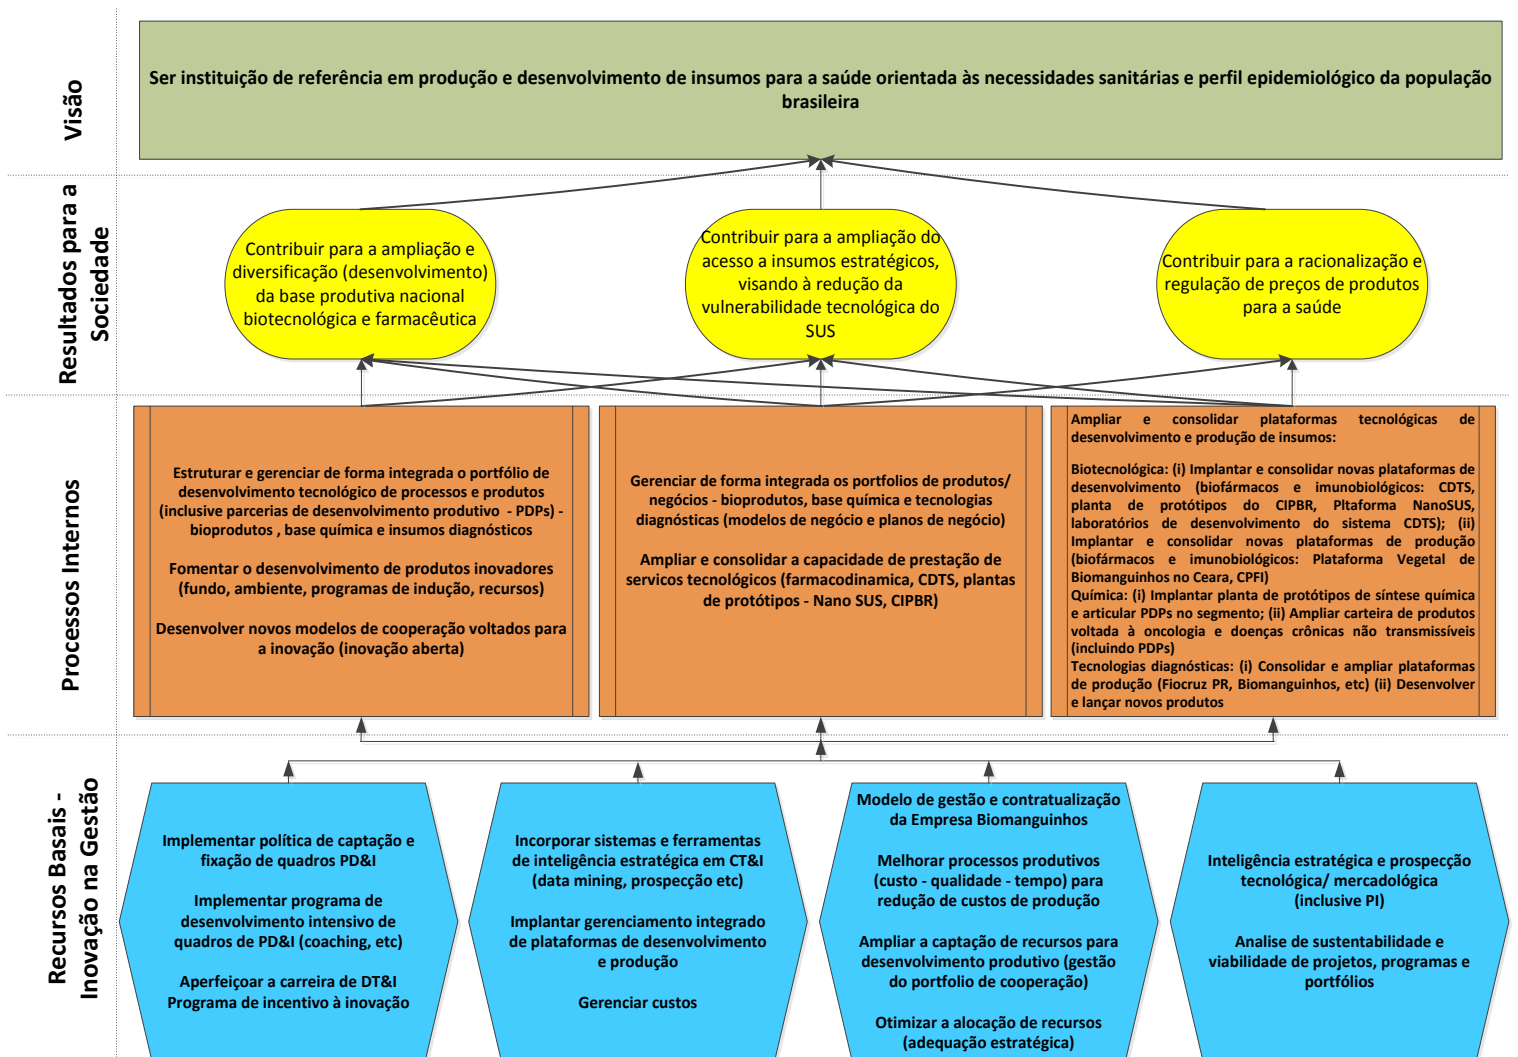 Visão
Ser instituição de referência em produção e desenvolvimento de insumos para a saúde orientada às necessidades sanitárias e perfil epidemiológico da população
brasileira
Resultados para a
Sociedade
Contribuir para a ampliação e
diversificação (desenvolvimento)
da base produtiva nacional
biotecnológica e farmacêutica
Contribuir para a ampliação do
acesso a insumos estratégicos,
visando à redução da
vulnerabilidade tecnológica do
SUS
Contribuir para a racionalização e
regulação de preços de produtos
para a saúde
Processos Internos
Estruturar e gerenciar de forma integrada o portfólio de
desenvolvimento tecnológico de processos e produtos
(inclusive parcerias de desenvolvimento produtivo  - PDPs) -
bioprodutos , base química e insumos diagnósticos
Fomentar o desenvolvimento de produtos inovadores
(fundo, ambiente, programas de indução, recursos)
Desenvolver novos modelos de cooperação voltados para
a inovação (inovação aberta)
Gerenciar de forma integrada os portfolios de produtos/
negócios - bioprodutos, base química e tecnologias
diagnósticas (modelos de negócio e planos de negócio)
Ampliar e consolidar a capacidade de prestação de
servicos tecnológicos (farmacodinamica, CDTS, plantas
de protótipos - Nano SUS, CIPBR)
Ampliar e consolidar plataformas tecnológicas de
desenvolvimento e produção de insumos:
Biotecnológica: (i) Implantar e consolidar novas plataformas de
desenvolvimento (biofármacos e imunobiológicos: CDTS,
planta de protótipos do CIPBR, Pltaforma NanoSUS,
laboratórios de desenvolvimento do sistema CDTS); (ii)
Implantar e consolidar novas plataformas de produção
(biofármacos e imunobiológicos: Plataforma Vegetal de
Biomanguinhos no Ceara, CPFI)
Química: (i) Implantar planta de protótipos de síntese química
e articular PDPs no segmento; (ii) Ampliar carteira de produtos
voltada à oncologia e doenças crônicas não transmissíveis
(incluindo PDPs)
Tecnologias diagnósticas: (i) Consolidar e ampliar plataformas
de produção (Fiocruz PR, Biomanguinhos, etc) (ii) Desenvolver
e lançar novos produtos
Recursos Basais -
Inovação na Gestão
Implementar política de captação e
fixação de quadros PD&I
Implementar programa de
desenvolvimento intensivo de
quadros de PD&I (coaching, etc)
Aperfeiçoar a carreira de DT&I
Programa de incentivo à inovação
Incorporar sistemas e ferramentas
de inteligência estratégica em CT&I
(data mining, prospecção etc)
Implantar gerenciamento integrado
de plataformas de desenvolvimento
e produção
Gerenciar custos
Modelo de gestão e contratualização
da Empresa Biomanguinhos
Melhorar processos produtivos
(custo - qualidade - tempo) para
redução de custos de produção
Ampliar a captação de recursos para
desenvolvimento produtivo (gestão
do portfolio de cooperação)
Otimizar a alocação de recursos
(adequação estratégica)
Inteligência estratégica e prospecção
tecnológica/ mercadológica
(inclusive PI)
Analise de sustentabilidade e
viabilidade de projetos, programas e
portfólios